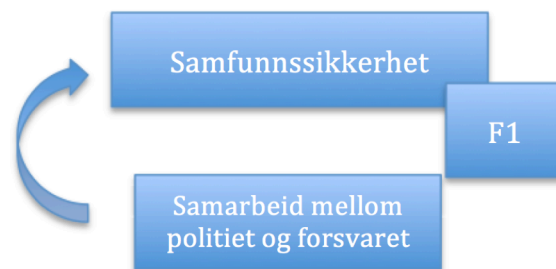 Samfunnssikkerhet
F1
Samarbeid mellom
politiet og forsvaret